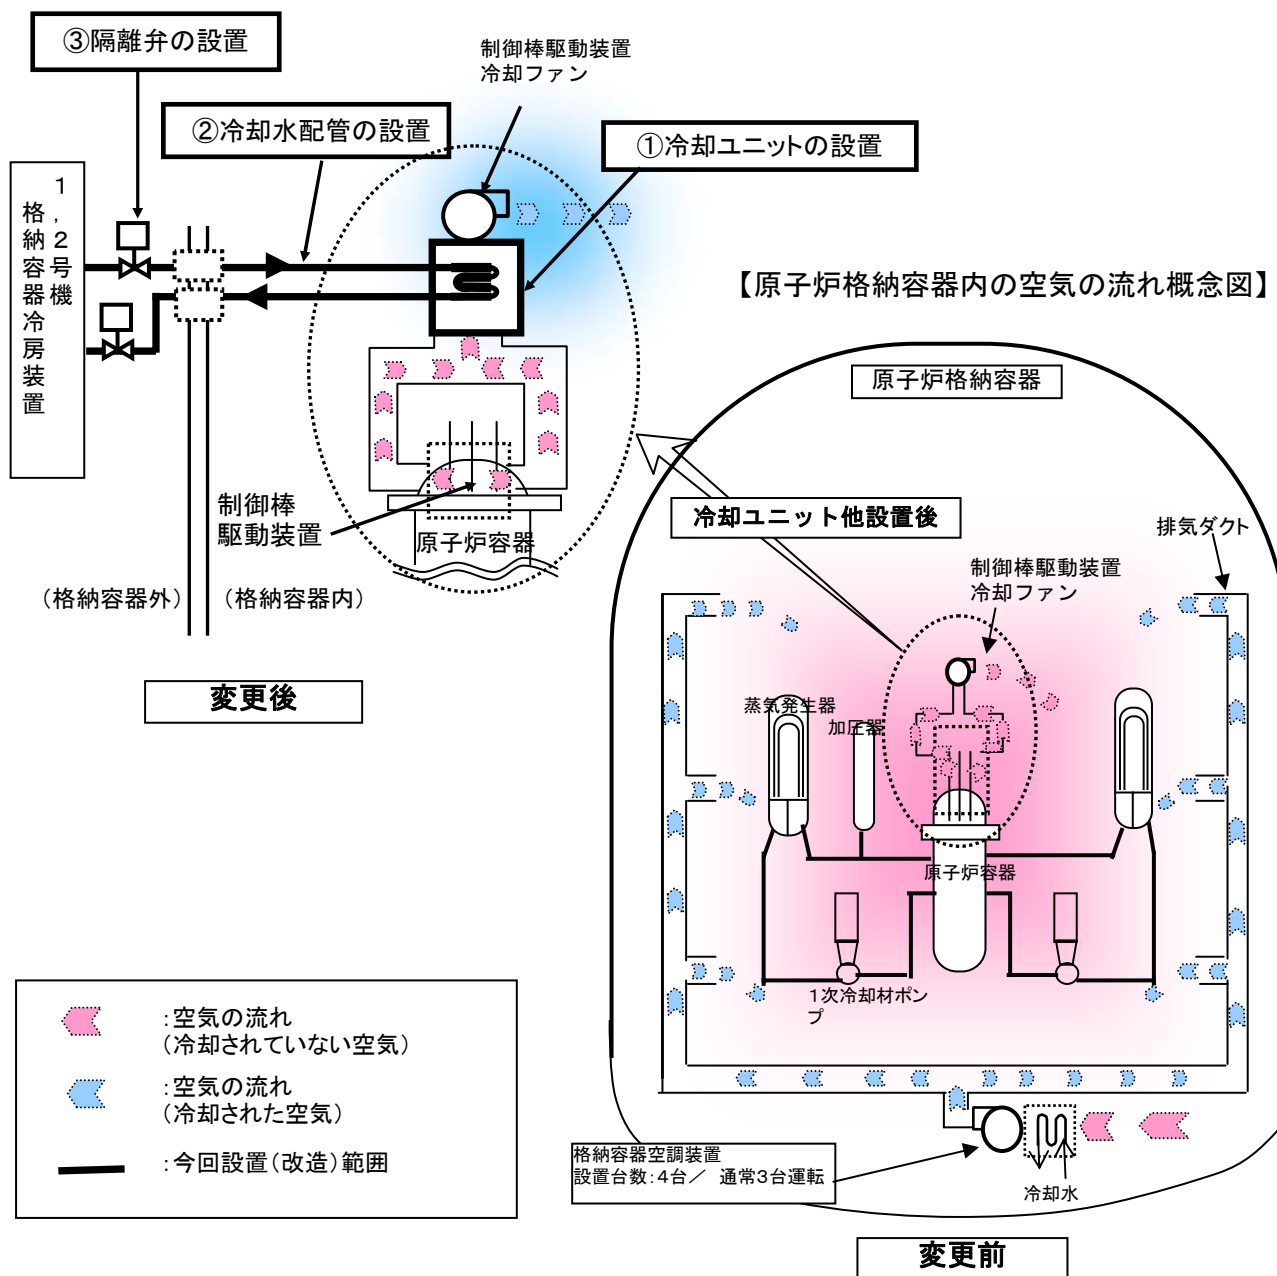 ③隔離弁の設置
制御棒駆動装置
冷却ファン
②冷却水配管の設置
①冷却ユニットの設置
1,2号機
格納容器冷房装置
【原子炉格納容器内の空気の流れ概念図】
原子炉格納容器
制御棒
駆動装置
原子炉容器
冷却ユニット他設置後
排気ダクト
(格納容器外)
(格納容器内)
制御棒駆動装置
冷却ファン
変更後
蒸気発生器
加圧器
原子炉容器
1次冷却材ポン
プ
:空気の流れ
(冷却されていない空気)
:空気の流れ
(冷却された空気)
:今回設置(改造)範囲
格納容器空調装置
設置台数:4台/ 通常3台運転
冷却水
変更前